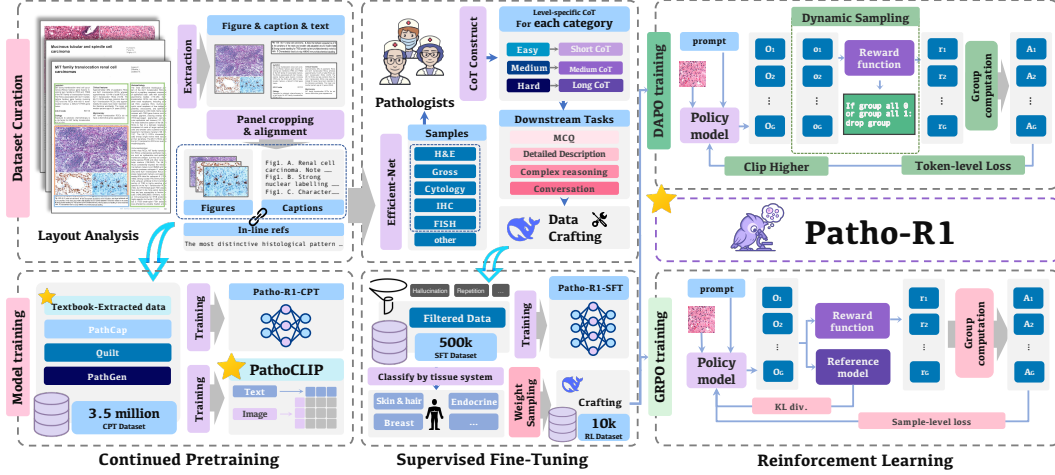 Dataset Curation
Mucinous tubular and spindle cell
carcinoma
MiT family translocation renal cell
carcinomas
Layout Analysis
Extraction
Figure & caption & text
Panel cropping
& alignment
Fig1. A. Renal cell
carcinoma. Note ……
Fig1. B. Strong
nuclear labelling ……
Fig1. C. Character……
Figures
Captions
In-line refs
The most distinctive histological pattern …
Pathologists
Efficient-Net
Samples
H&E
Gross
Cytology
IHC
FISH
other
CoT Construct
Level-specific CoT
For each category
Easy
Short CoT
Medium
Medium CoT
Hard
Long CoT
Downstream Tasks
MCQ
Detailed Description
Complex reasoning
Conversation
Data
Crafting
DAPO training
prompt
Policy
model
O1
O2
⋮
OG
Dynamic Sampling
O1
O2
⋮
OG
Reward
function
If group all 0
or group all 1:
drop group
r1
r2
⋮
rG
Group
computation
A1
A2
⋮
AG
Clip Higher
Token-level Loss
Patho-R1
Model training
Textbook-Extracted data
PathCap
Quilt
PathGen
3.5 million
CPT Dataset
Training
Patho-R1-CPT
Training
PathoCLIP
Text
Image
Continued Pretraining
Hallucination
Repetition
...
Filtered Data
500k
SFT Dataset
Training
Patho-R1-SFT
Classify by tissue system
Skin & hair
Endocrine
Breast
...
Weight
Sampling
Crafting
10k
RL Dataset
Supervised Fine-Tuning
GRPO training
prompt
Policy
model
O1
O2
⋮
OG
Reward
function
Reference
model
r1
r2
⋮
rG
Group
computation
A1
A2
⋮
AG
KL div.
Sample-level loss
Reinforcement Learning